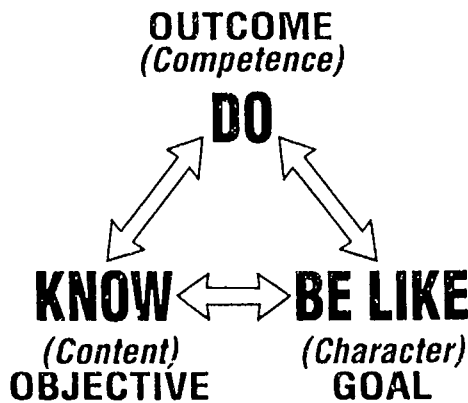 OUTCOME
(Competence)
DO
KNOW BE LIKE
(Content) (Character)
OBJECTIVE GOAL